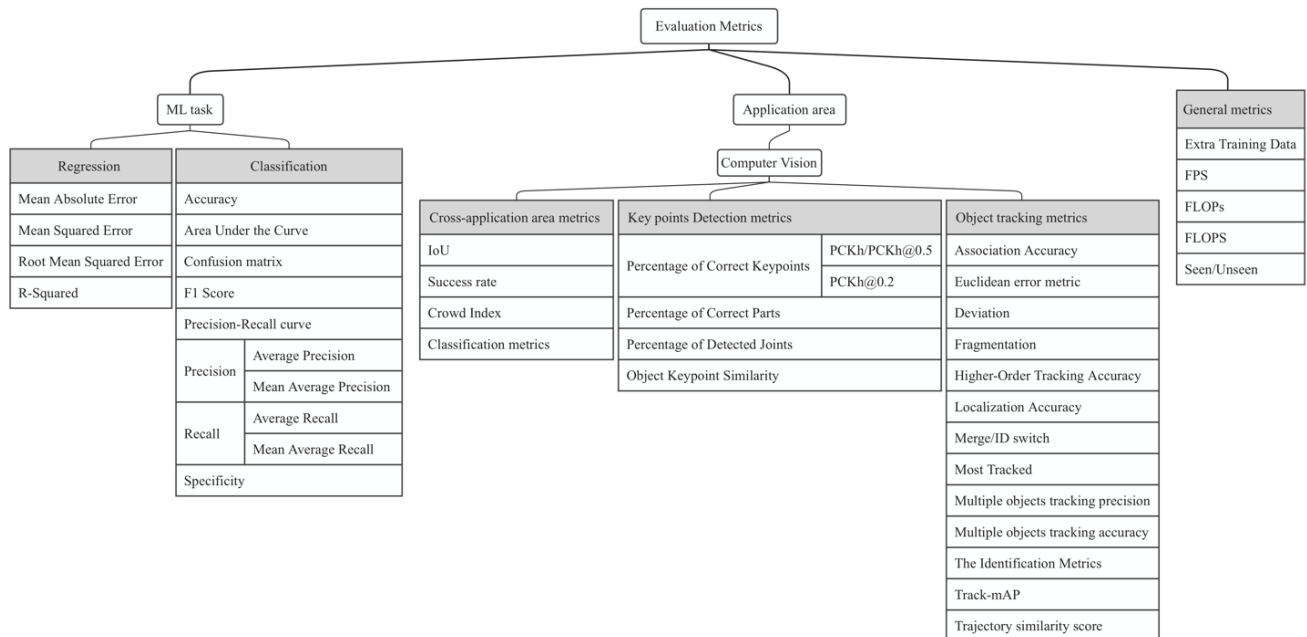 Evaluation Metrics
ML task
Application area
General metrics
Extra Training Data
FPS
FLOPs
FLOPS
Seen/Unseen
Regression
Mean Absolute Error
Mean Squared Error
Root Mean Squared Error
R-Squared
Classification
Accuracy
Area Under the Curve
Confusion matrix
F1 Score
Precision-Recall curve
Precision
Average Precision
Mean Average Precision
Recall
Average Recall
Mean Average Recall
Specificity
Computer Vision
Cross-application area metrics
IoU
Success rate
Crowd Index
Classification metrics
Key points Detection metrics
Percentage of Correct Keypoints
PCKh/PCKh@0.5
PCKh@0.2
Percentage of Correct Parts
Percentage of Detected Joints
Object Keypoint Similarity
Object tracking metrics
Association Accuracy
Euclidean error metric
Deviation
Fragmentation
Higher-Order Tracking Accuracy
Localization Accuracy
Merge/ID switch
Most Tracked
Multiple objects tracking precision
Multiple objects tracking accuracy
The Identification Metrics
Track-mAP
Trajectory similarity score